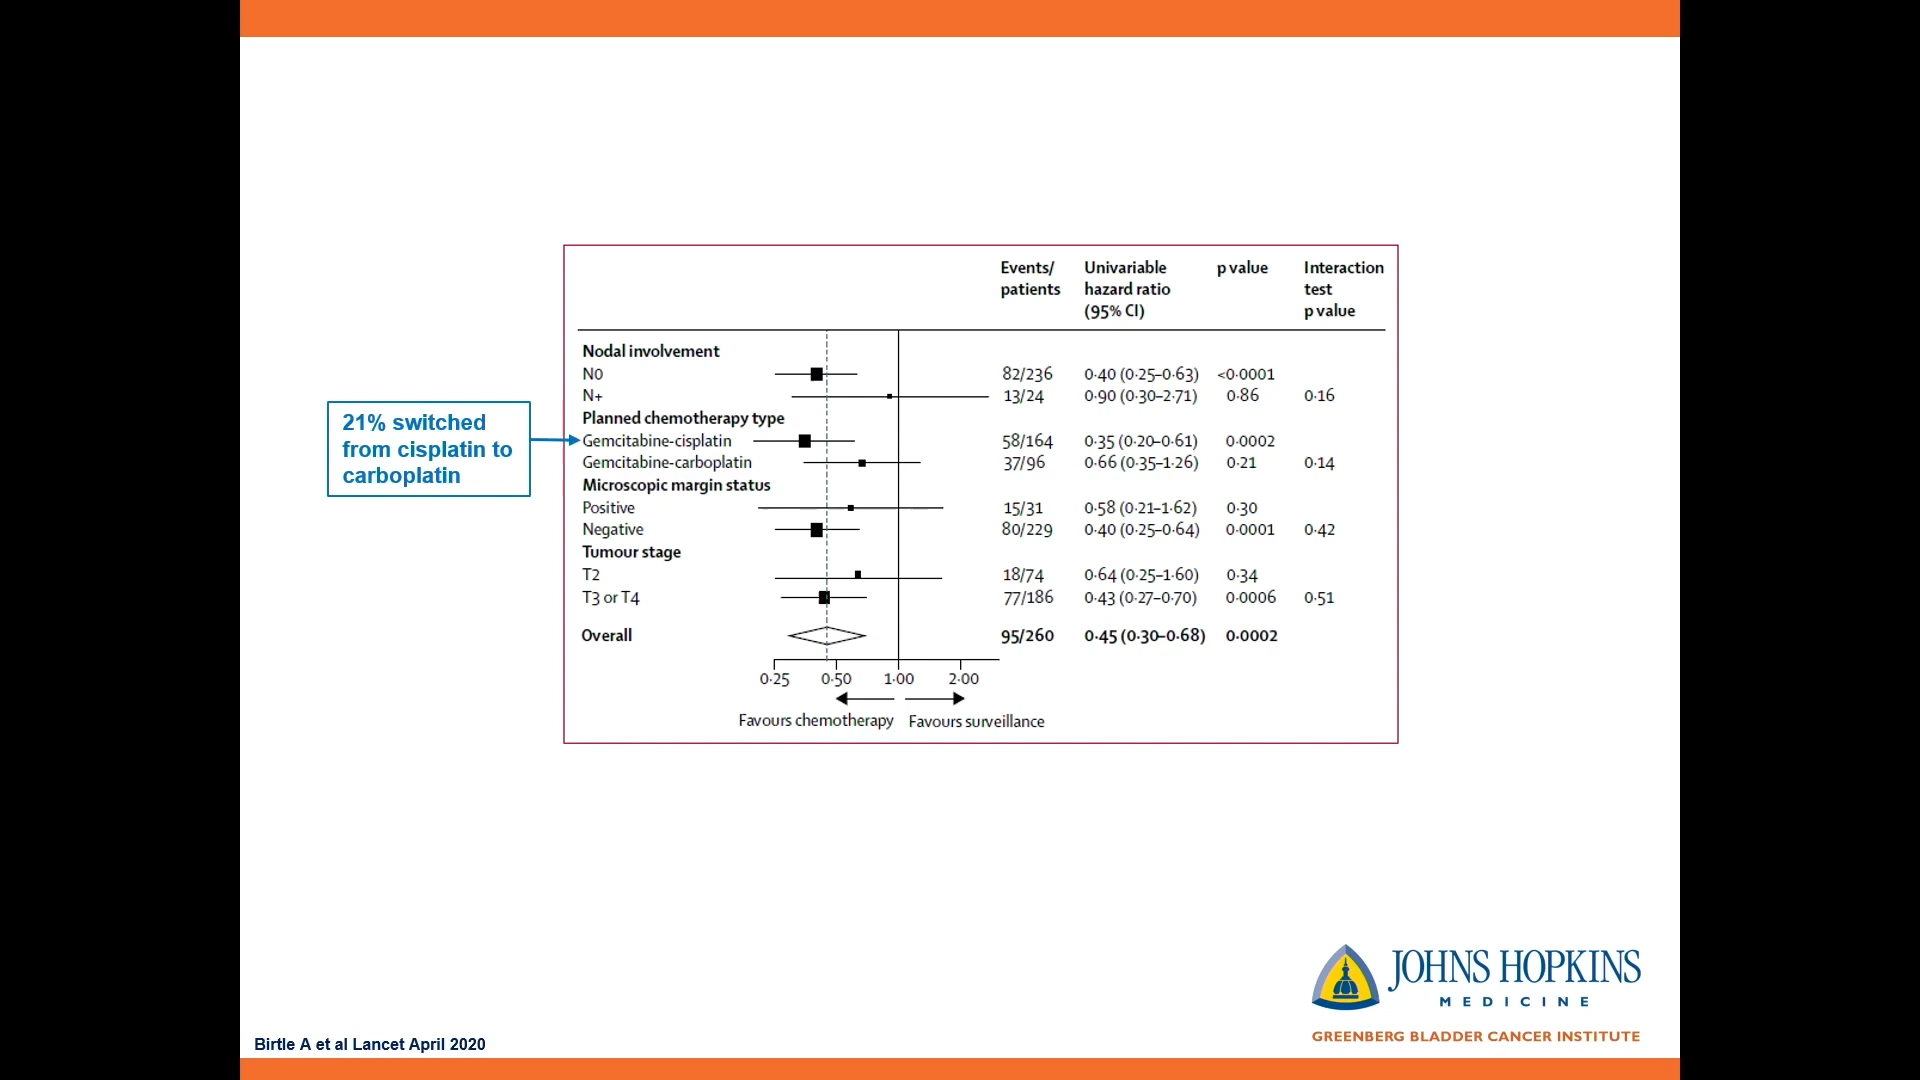 Events/ patients
Univariable hazard ratio (95% CI)
p value
Interaction test p value
Nodal involvement
N0 82/236 0·40 (0·25–0·63) <0·0001
N+ 13/24 0·90 (0·30–2·71) 0·86 0·16
Planned chemotherapy type
Gemcitabine-cisplatin 58/164 0·35 (0·20–0·61) 0·0002
Gemcitabine-carboplatin 37/96 0·66 (0·35–1·26) 0·21 0·14
Microscopic margin status
Positive 15/31 0·58 (0·21–1·62) 0·30
Negative 80/229 0·40 (0·25–0·64) 0·0001 0·42
Tumour stage
T2 18/74 0·64 (0·25–1·60) 0·34
T3 or T4 77/186 0·43 (0·27–0·70) 0·0006 0·51
Overall 95/260 0·45 (0·30–0·68) 0·0002
0·25 0·50 1·00 2·00
Favours chemotherapy Favours surveillance
21% switched
from cisplatin to
carboplatin
JOHNS HOPKINS
MEDICINE
GREENBERG BLADDER CANCER INSTITUTE
Birtle A et al Lancet April 2020